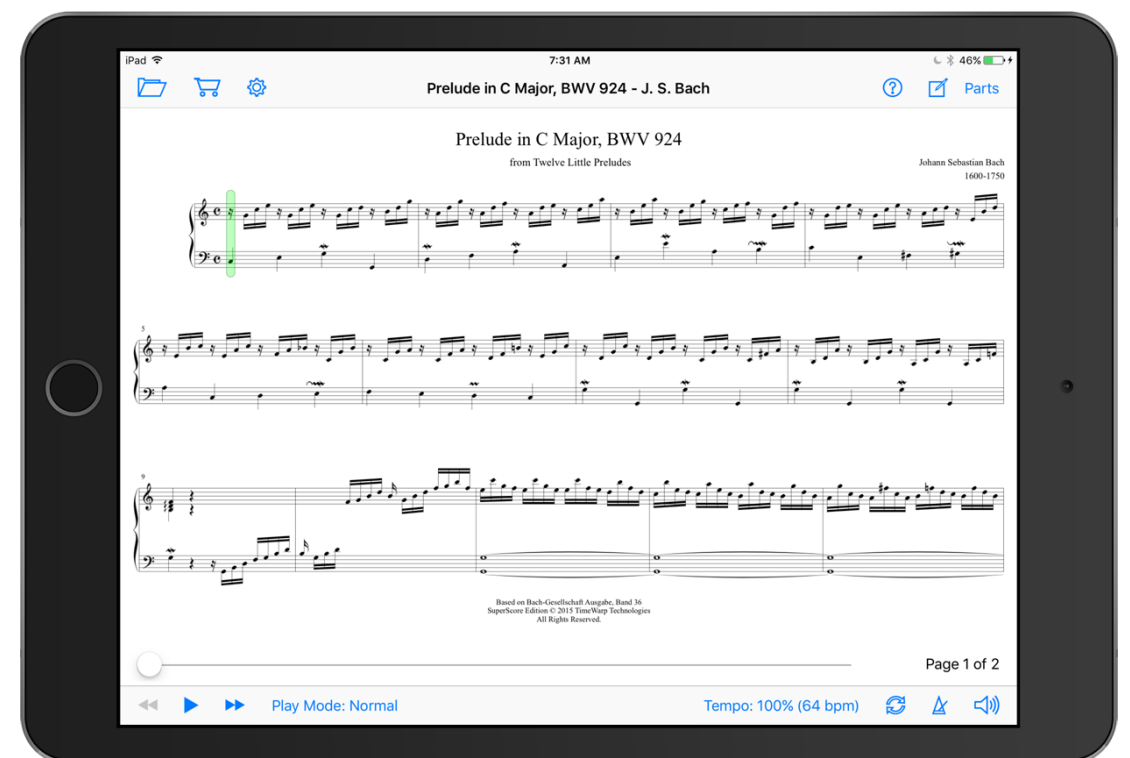 iPad 7:31 AM 46%
Prelude in C Major, BWV 924 - J. S. Bach Parts
Prelude in C Major, BWV 924
from Twelve Little Preludes
Johann Sebastian Bach
1600-1750
5
9
Based on Bach-Gesellschaft Ausgabe, Band 36
SuperScore Edition © 2015 TimeWarp Technologies
All Rights Reserved.
Page 1 of 2
Play Mode: Normal Tempo: 100% (64 bpm)